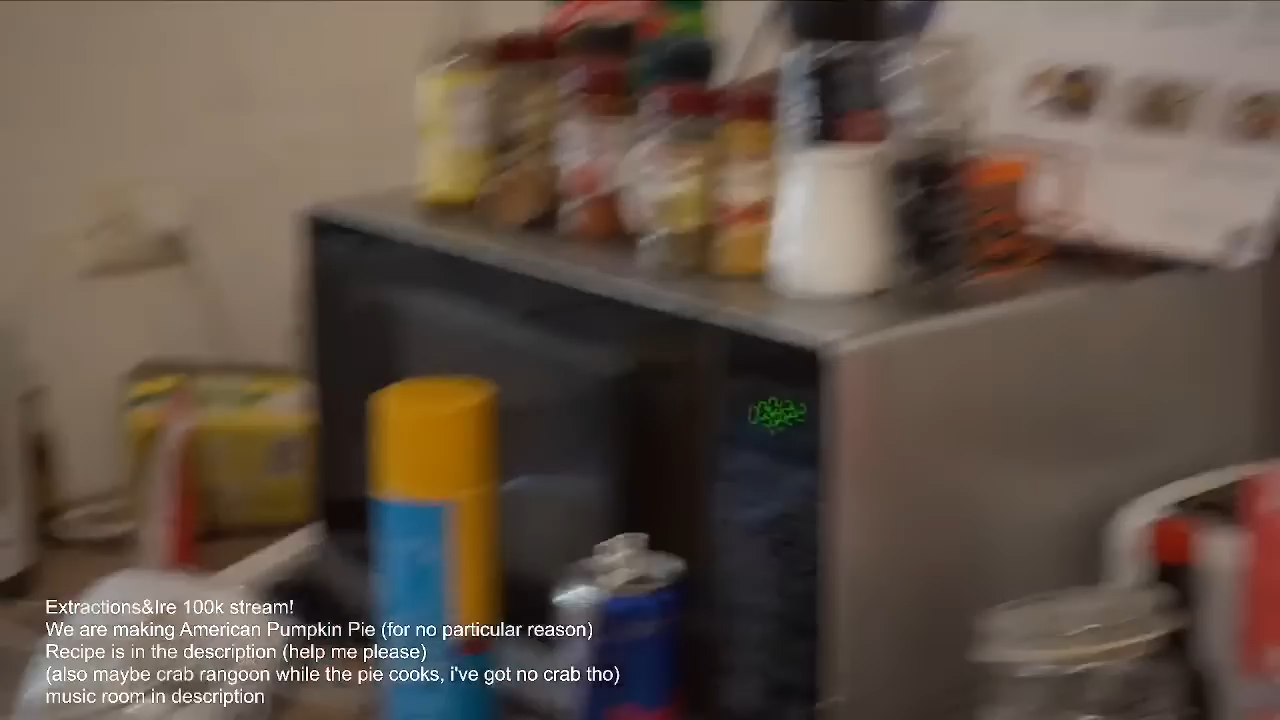 Extractions&Ire 100k stream!
We are making American Pumpkin Pie (for no particular reason)
Recipe is in the description (help me please)
(also maybe crab rangoon while the pie cooks, i've got no crab tho)
music room in description